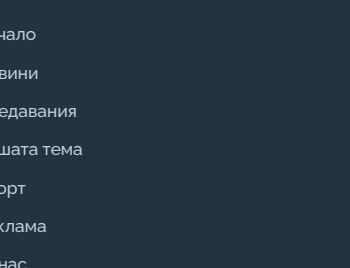 чало
вини
едавания
шата тема
орт
клама
нас